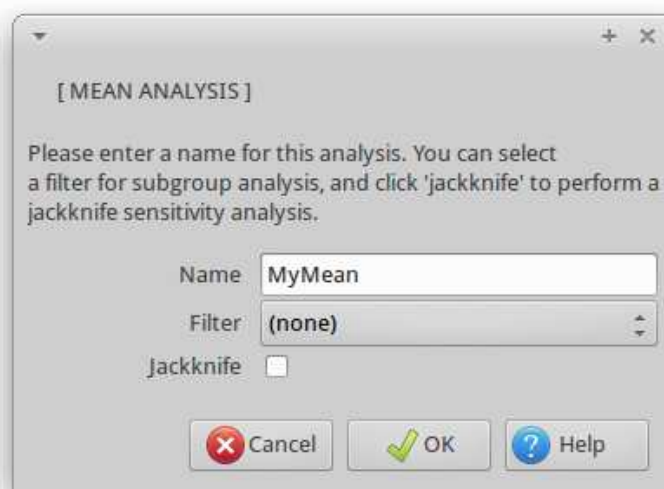 [ MEAN ANALYSIS ]
Please enter a name for this analysis. You can select
a filter for subgroup analysis, and click 'jackknife' to perform a
jackknife sensitivity analysis.
Name MyMean
Filter (none)
Jackknife
Cancel OK ? Help